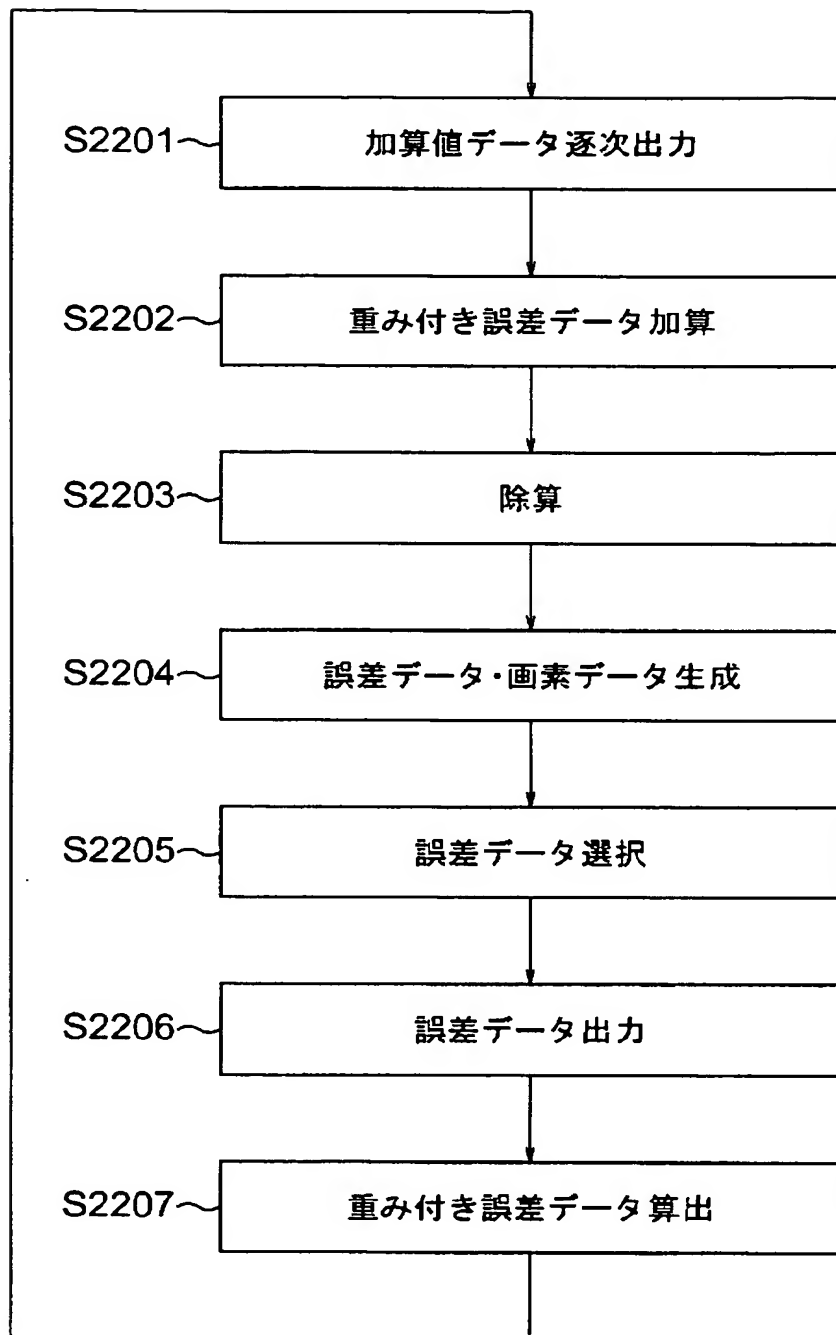 S2201 加算値データ逐次出力
S2202 重み付き誤差データ加算
S2203 除算
S2204 誤差データ・画素データ生成
S2205 誤差データ選択
S2206 誤差データ出力
S2207 重み付き誤差データ算出